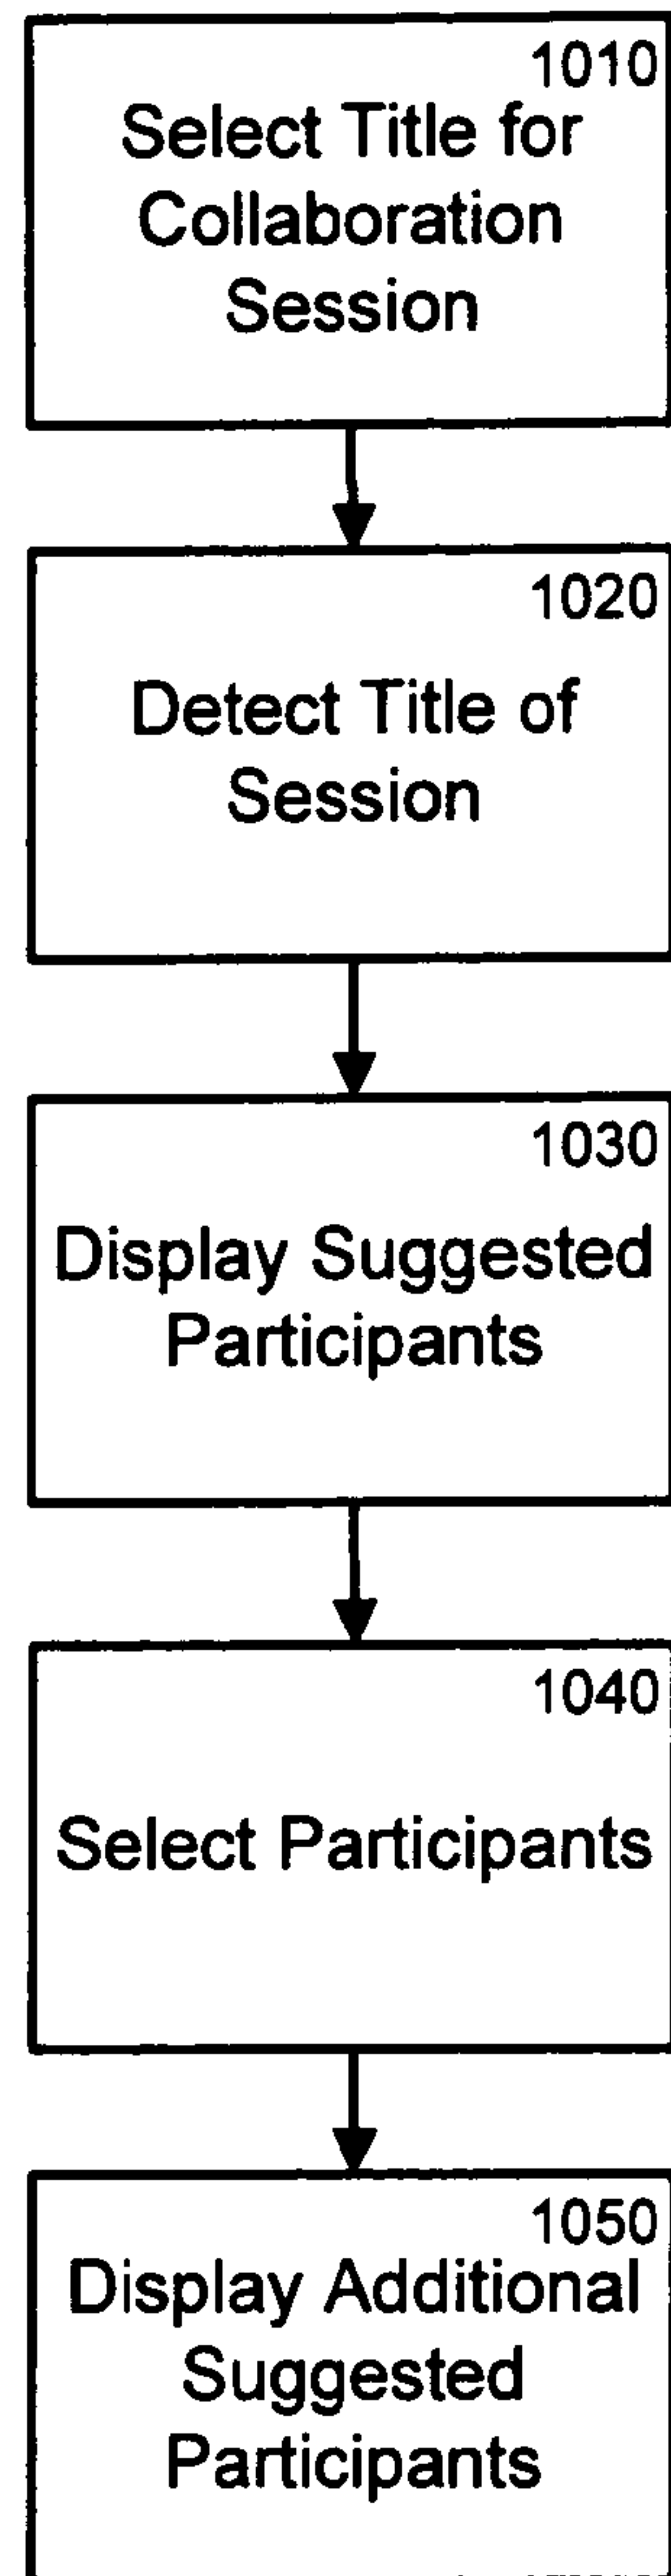 1010
Select Title for
Collaboration
Session
1020
Detect Title of
Session
1030
Display Suggested
Participants
1040
Select Participants
1050
Display Additional
Suggested
Participants